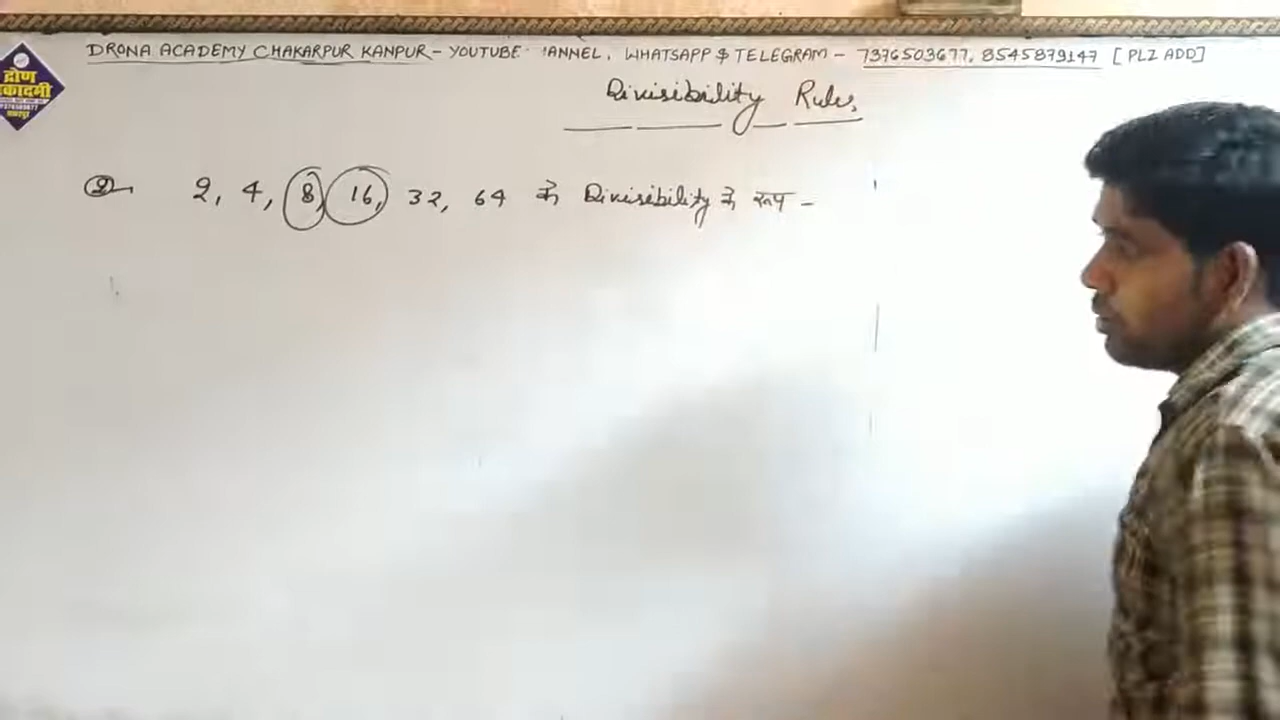 DRONA ACADEMY CHAKARPUR KANPUR - YOUTUBE ANNEL, WHATSAPP $ TELEGRAM - 7376503677, 8545879147 [ PLZ ADD ]
द्रोण
कादमी
Divisibility Rules
2, 4, 8, 16, 32, 64 के Divisibility के रूप -